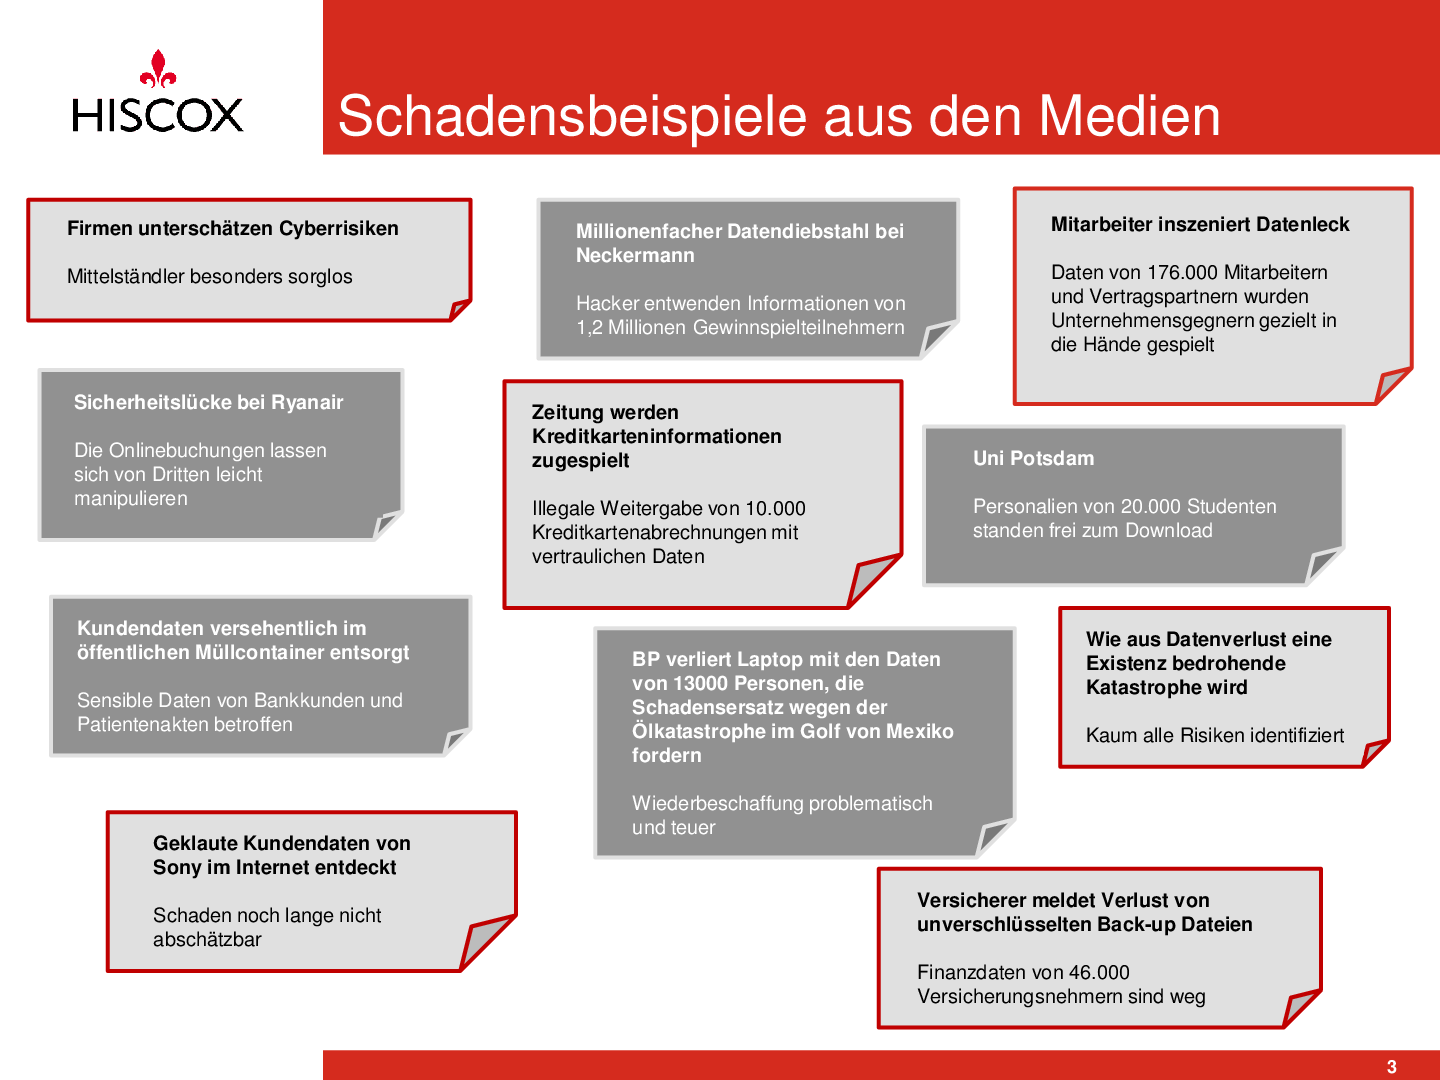 HISCOX
Schadensbeispiele aus den Medien
Firmen unterschätzen Cyberrisiken
Mittelständler besonders sorglos
Millionenfacher Datendiebstahl bei
Neckermann
Hacker entwenden Informationen von
1,2 Millionen Gewinnspielteilnehmern
Mitarbeiter inszeniert Datenleck
Daten von 176.000 Mitarbeitern
und Vertragspartnern wurden
Unternehmensgegnern gezielt in
die Hände gespielt
Sicherheitslücke bei Ryanair
Die Onlinebuchungen lassen
sich von Dritten leicht
manipulieren
Zeitung werden
Kreditkarteninformationen
zugespielt
Illegale Weitergabe von 10.000
Kreditkartenabrechnungen mit
vertraulichen Daten
Uni Potsdam
Personalien von 20.000 Studenten
standen frei zum Download
Kundendaten versehentlich im
öffentlichen Müllcontainer entsorgt
Sensible Daten von Bankkunden und
Patientenakten betroffen
BP verliert Laptop mit den Daten
von 13000 Personen, die
Schadensersatz wegen der
Ölkatastrophe im Golf von Mexiko
fordern
Wiederbeschaffung problematisch
und teuer
Wie aus Datenverlust eine
Existenz bedrohende
Katastrophe wird
Kaum alle Risiken identifiziert
Geklaute Kundendaten von
Sony im Internet entdeckt
Schaden noch lange nicht
abschätzbar
Versicherer meldet Verlust von
unverschlüsselten Back-up Dateien
Finanzdaten von 46.000
Versicherungsnehmern sind weg
3